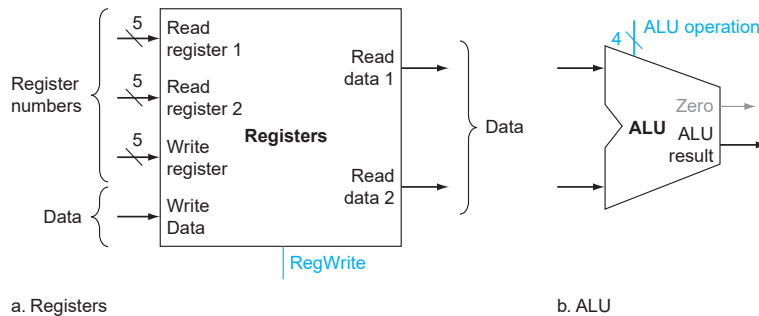 Register
numbers
Data
5
Read
register 1
5
Read
register 2
5
Write
register
Write
Data
Registers
Read
data 1
Read
data 2
Data
RegWrite
4
ALU operation
Zero
ALU
ALU
result
a. Registers
b. ALU